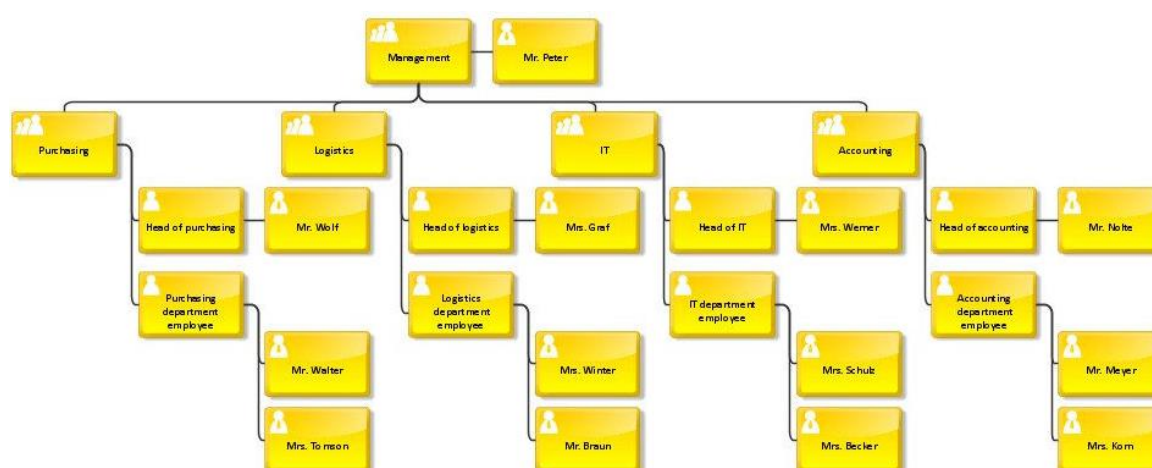 Management
Mr. Peter
Purchasing
Logistics
IT
Accounting
Head of purchasing
Mr. Wolf
Head of logistics
Mrs. Graf
Head of IT
Mrs. Werner
Head of accounting
Mr. Nolte
Purchasing
department
employee
Logistics
department
employee
IT department
employee
Accounting
department
employee
Mr. Walter
Mrs. Winter
Mrs. Schulz
Mr. Meyer
Mrs. Tomson
Mr. Braun
Mrs. Becker
Mrs. Korn